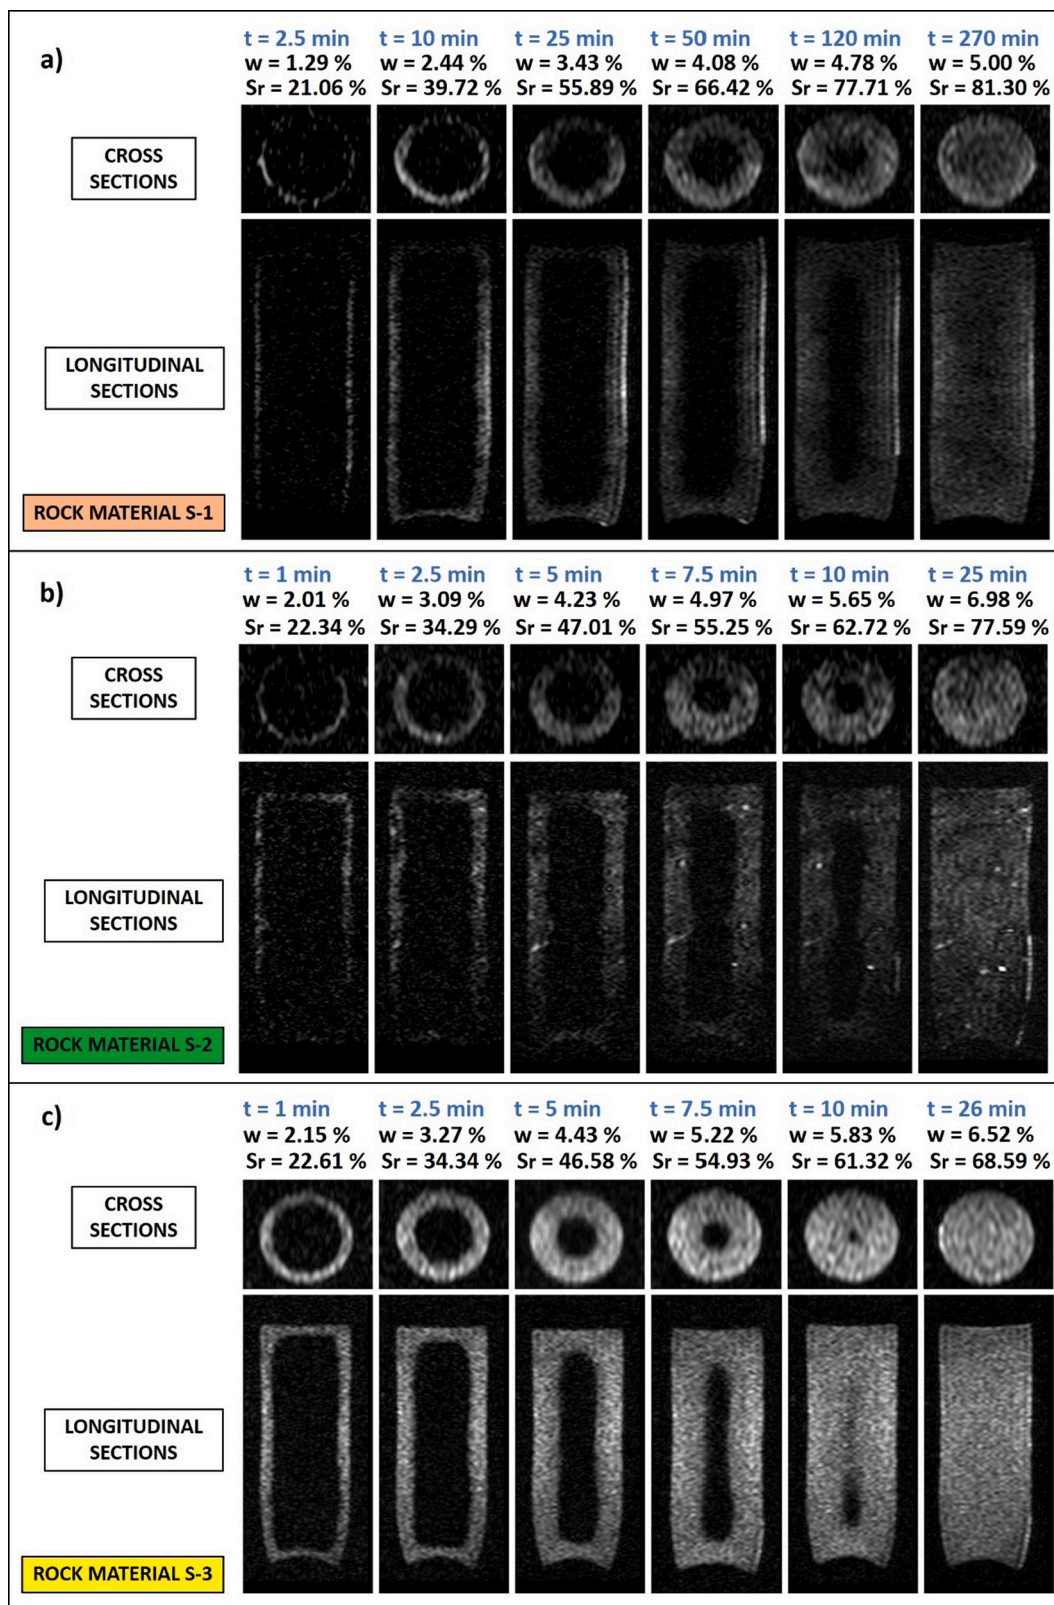 a)
t = 2.5 min t = 10 min t = 25 min t = 50 min t = 120 min t = 270 min
w = 1.29 % w = 2.44 % w = 3.43 % w = 4.08 % w = 4.78 % w = 5.00 %
Sr = 21.06 % Sr = 39.72 % Sr = 55.89 % Sr = 66.42 % Sr = 77.71 % Sr = 81.30 %
CROSS
SECTIONS
LONGITUDINAL
SECTIONS
ROCK MATERIAL S-1
b)
t = 1 min t = 2.5 min t = 5 min t = 7.5 min t = 10 min t = 25 min
w = 2.01 % w = 3.09 % w = 4.23 % w = 4.97 % w = 5.65 % w = 6.98 %
Sr = 22.34 % Sr = 34.29 % Sr = 47.01 % Sr = 55.25 % Sr = 62.72 % Sr = 77.59 %
CROSS
SECTIONS
LONGITUDINAL
SECTIONS
ROCK MATERIAL S-2
c)
t = 1 min t = 2.5 min t = 5 min t = 7.5 min t = 10 min t = 26 min
w = 2.15 % w = 3.27 % w = 4.43 % w = 5.22 % w = 5.83 % w = 6.52 %
Sr = 22.61 % Sr = 34.34 % Sr = 46.58 % Sr = 54.93 % Sr = 61.32 % Sr = 68.59 %
CROSS
SECTIONS
LONGITUDINAL
SECTIONS
ROCK MATERIAL S-3